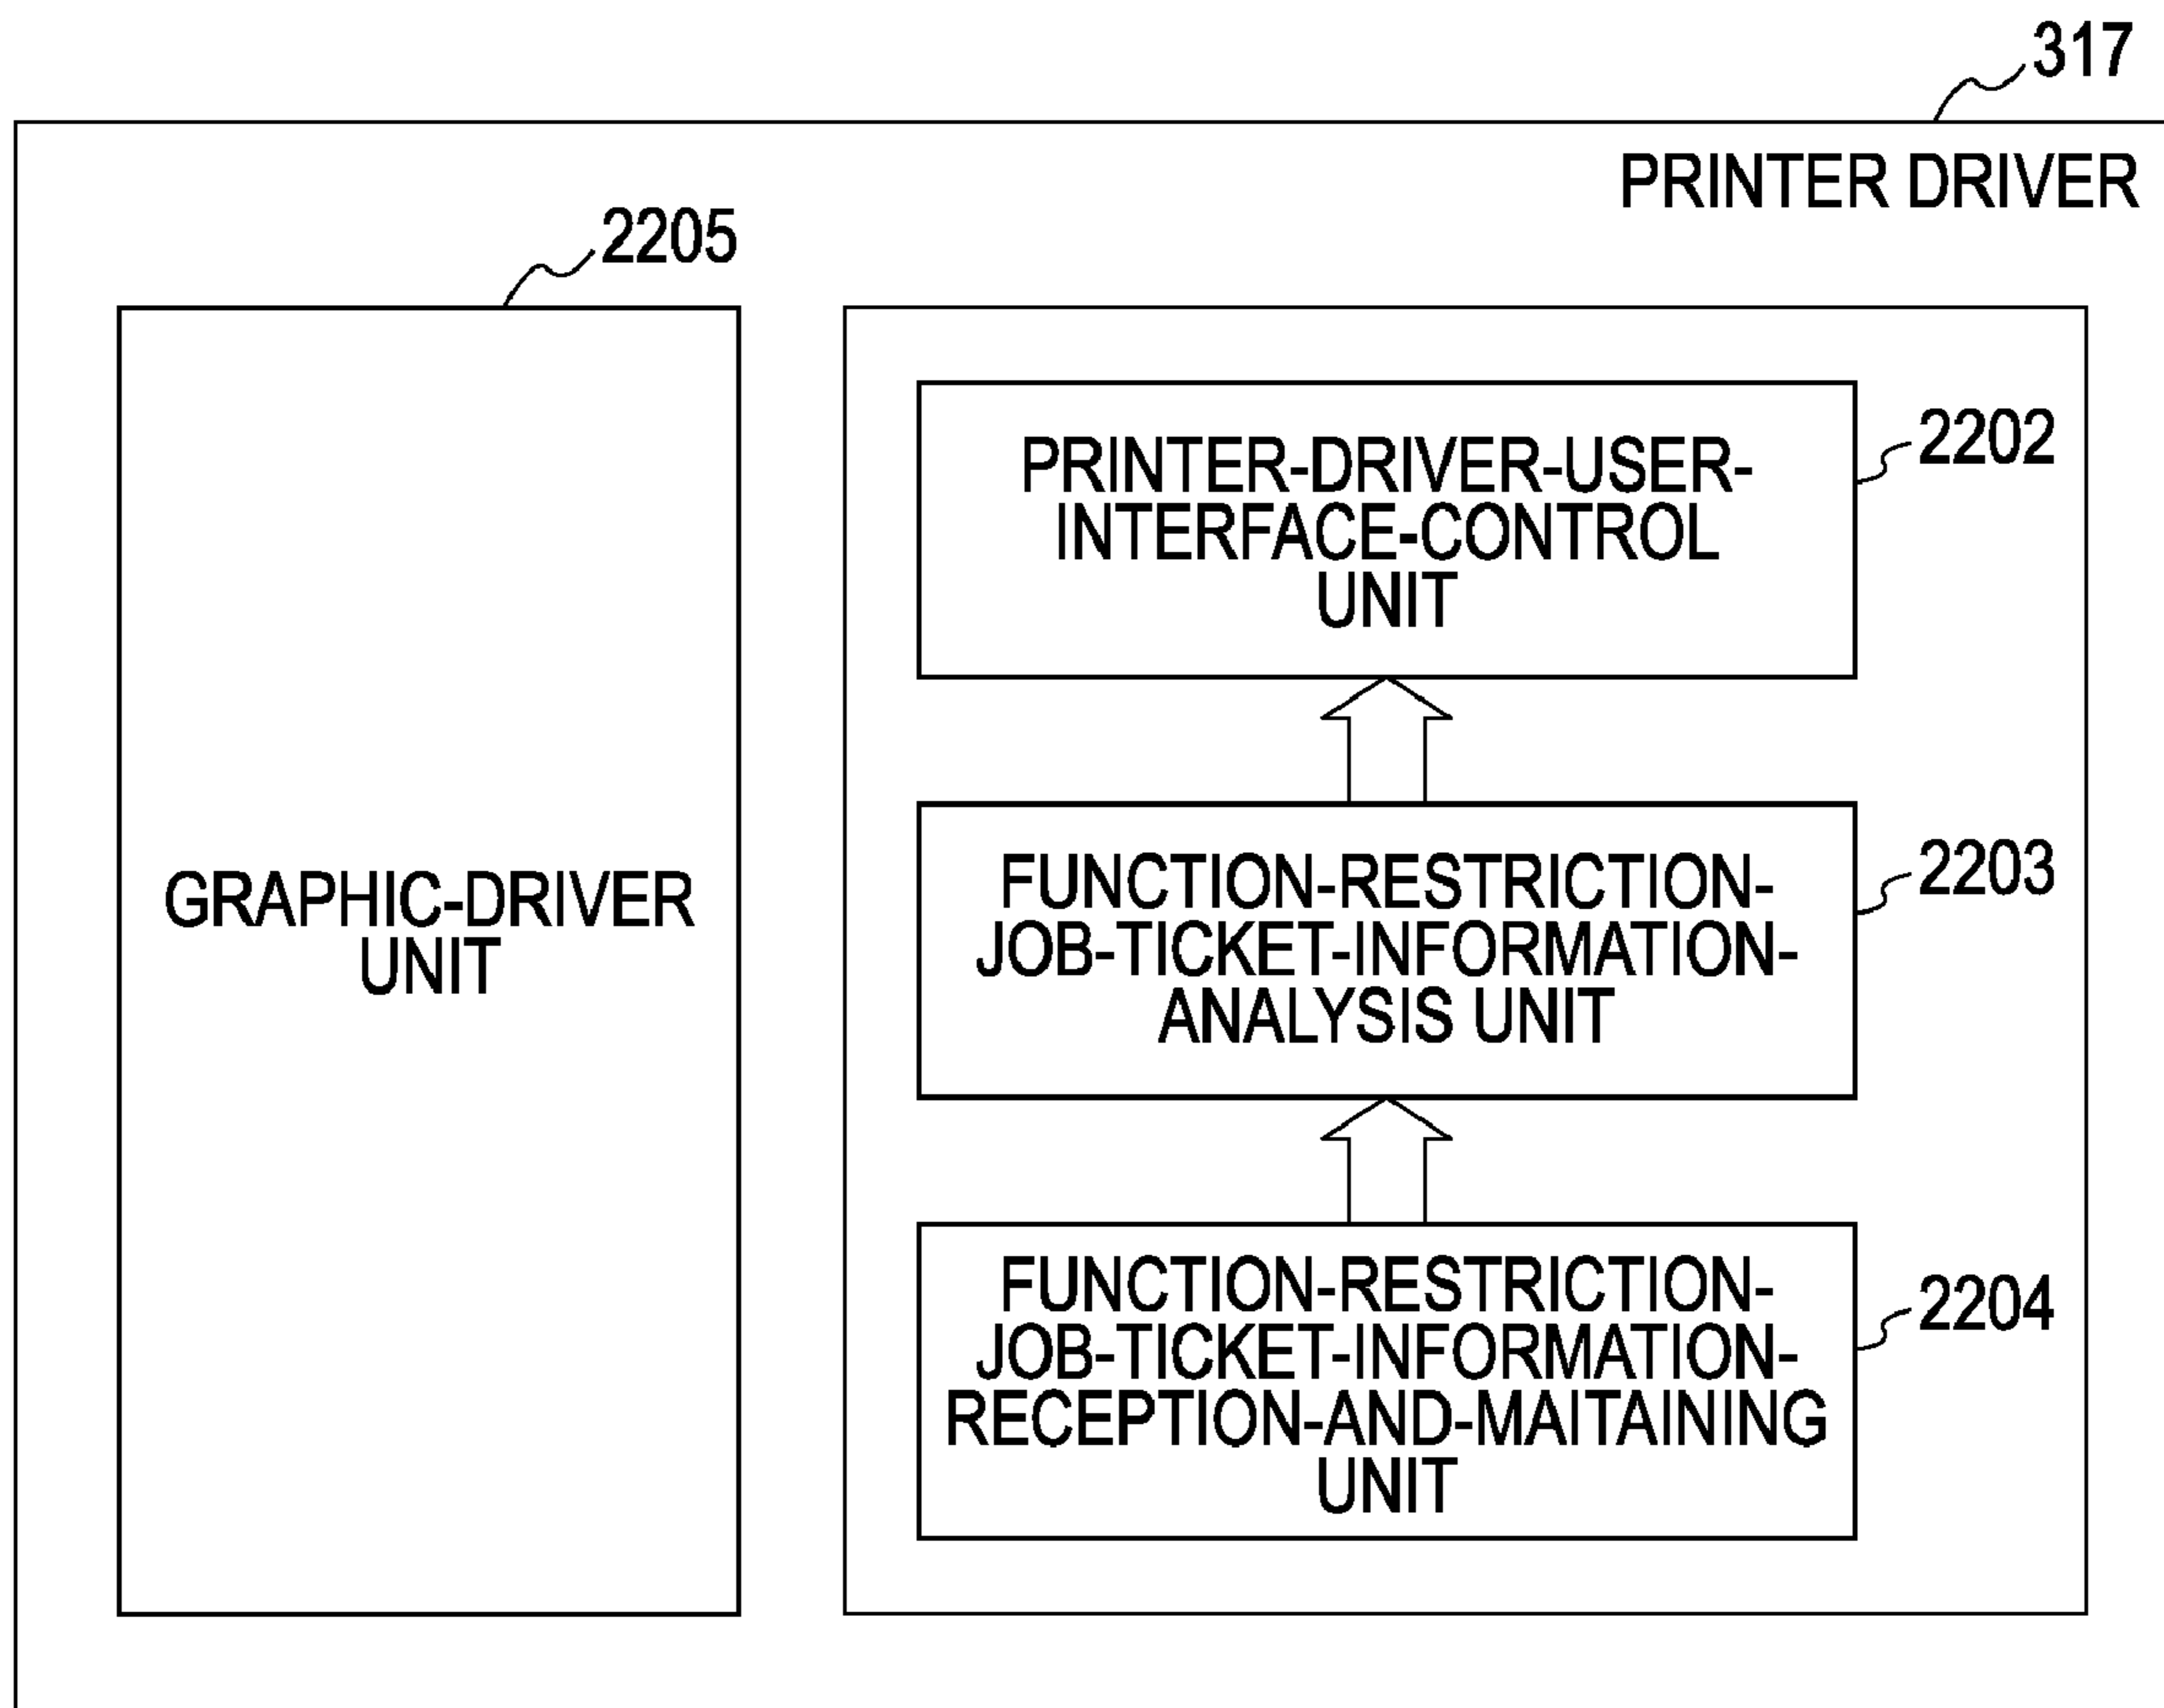 317
PRINTER DRIVER
2205
GRAPHIC-DRIVER
UNIT
PRINTER-DRIVER-USER-
INTERFACE-CONTROL
UNIT
2202
FUNCTION-RESTRICTION-
JOB-TICKET-INFORMATION-
ANALYSIS UNIT
2203
FUNCTION-RESTRICTION-
JOB-TICKET-INFORMATION-
RECEPTION-AND-MAITAINING
UNIT
2204